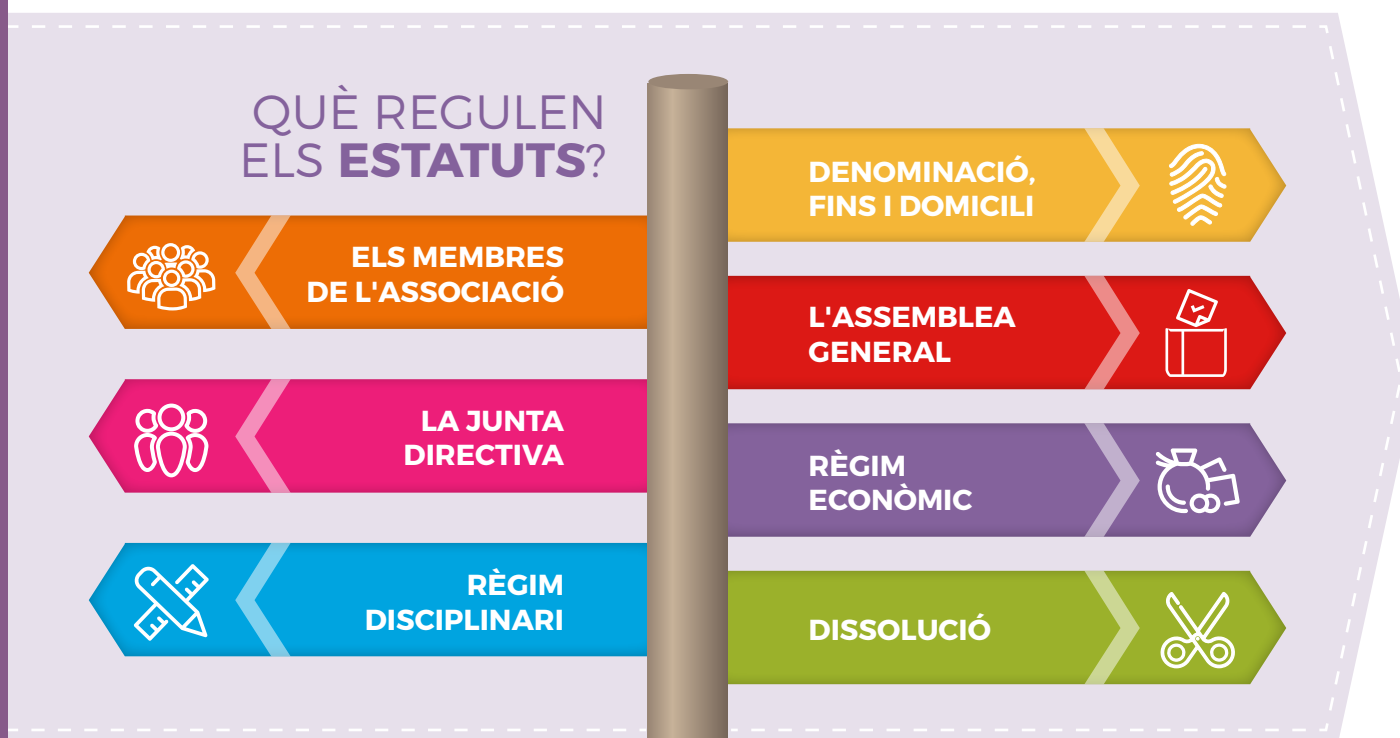 QUÈ REGULEN
ELS ESTATUTS?
ELS MEMBRES
DE L'ASSOCIACIÓ
LA JUNTA
DIRECTIVA
RÈGIM
DISCIPLINARI
DENOMINACIÓ,
FINS I DOMICILI
L'ASSEMBLEA
GENERAL
RÈGIM
ECONÒMIC
DISSOLUCIÓ